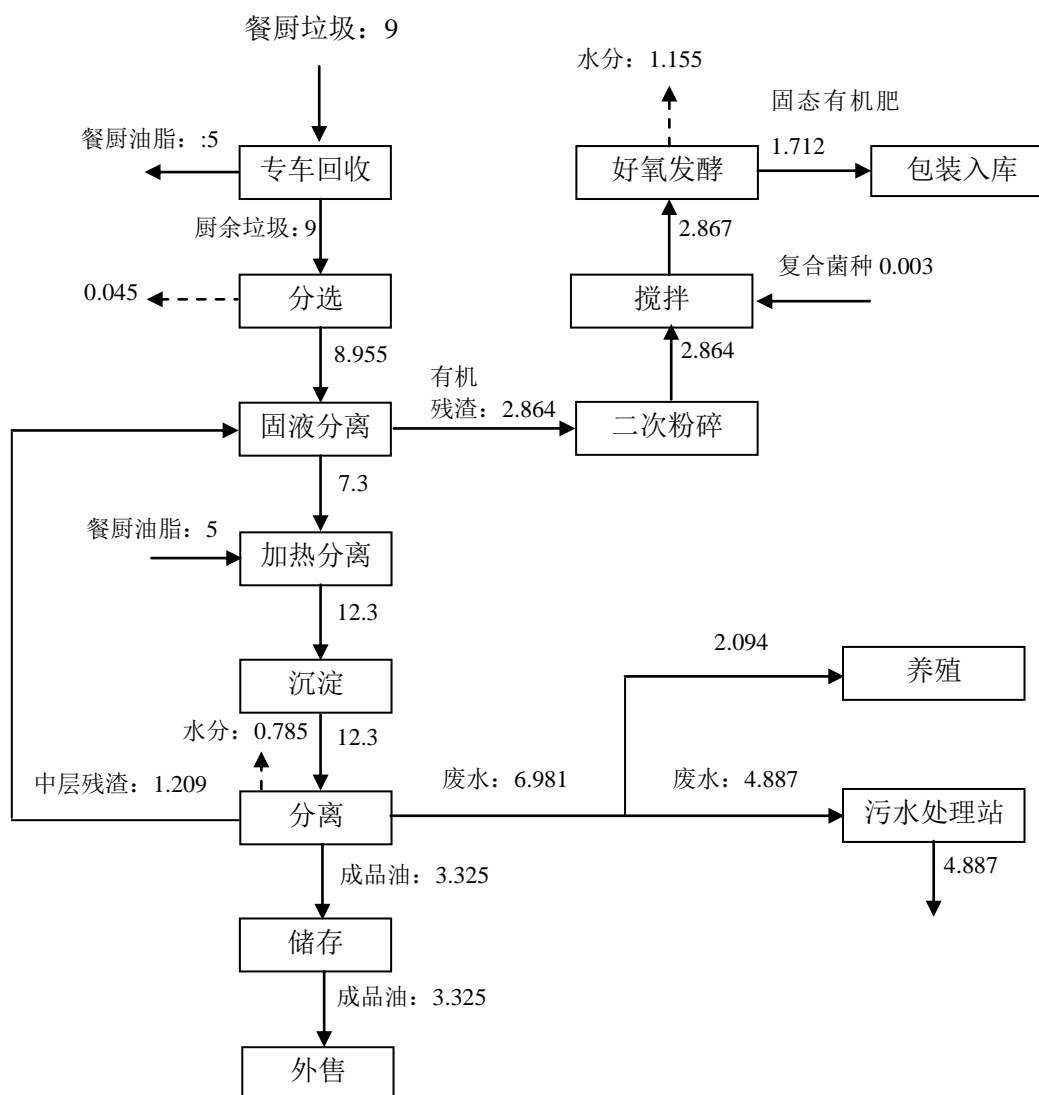 餐厨垃圾：9
水分：1.155
固态有机肥
餐厨油脂：:5
专车回收
好氧发酵
1.712
包装入库
厨余垃圾：9
2.867
0.045
分选
搅拌
复合菌种 0.003
8.955
2.864
有机
残渣：2.864
固液分离
二次粉碎
7.3
餐厨油脂：5
加热分离
12.3
2.094
沉淀
养殖
水分：0.785
12.3
中层残渣：1.209
废水：6.981
废水：4.887
分离
污水处理站
成品油：3.325
4.887
储存
成品油：3.325
外售